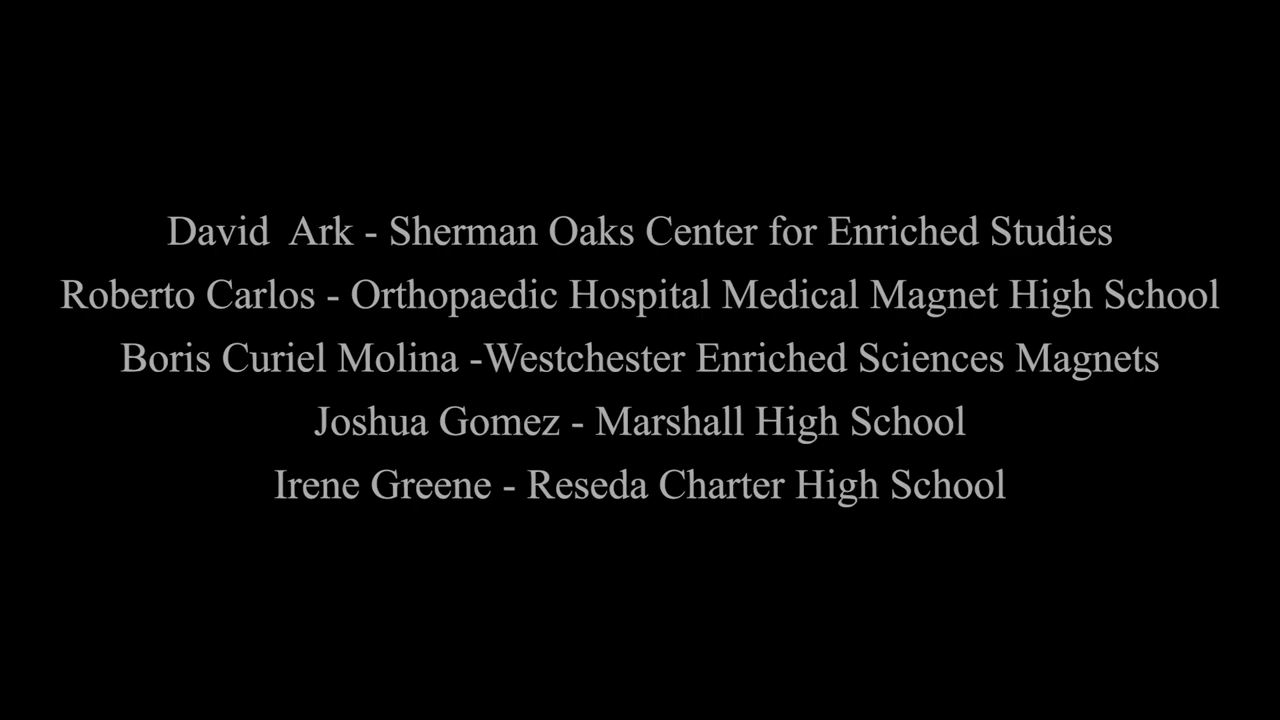 David  Ark - Sherman Oaks Center for Enriched Studies
Roberto Carlos - Orthopaedic Hospital Medical Magnet High School
Boris Curiel Molina -Westchester Enriched Sciences Magnets
Joshua Gomez - Marshall High School
Irene Greene - Reseda Charter High School